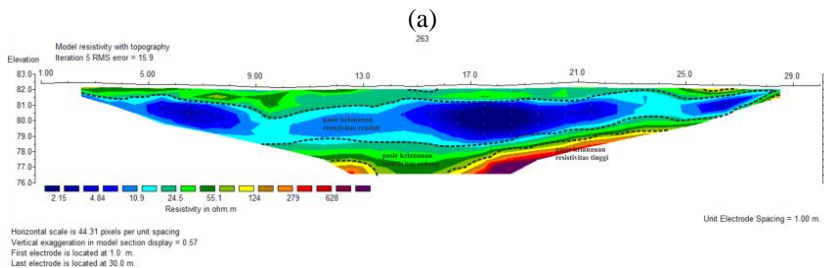 (a)
263
Model resistivity with topography
Iteration 5 RMS error = 15.9
Elevation
1.00 5.00 9.00 13.0 17.0 21.0 25.0 29.0
83.0
82.0
81.0
80.0
79.0
78.0
77.0
76.0
pasir kelanauan
resistivitas rendah
pasir kelanauan
pasir kelanauan
resistivitas tinggi
2.15 4.84 10.9 24.5 55.1 124 279 628
Resistivity in ohm.m
Unit Electrode Spacing = 1.00 m.
Horizontal scale is 44.31 pixels per unit spacing
Vertical exaggeration in model section display = 0.57
First electrode is located at 1.0 m.
Last electrode is located at 30.0 m.